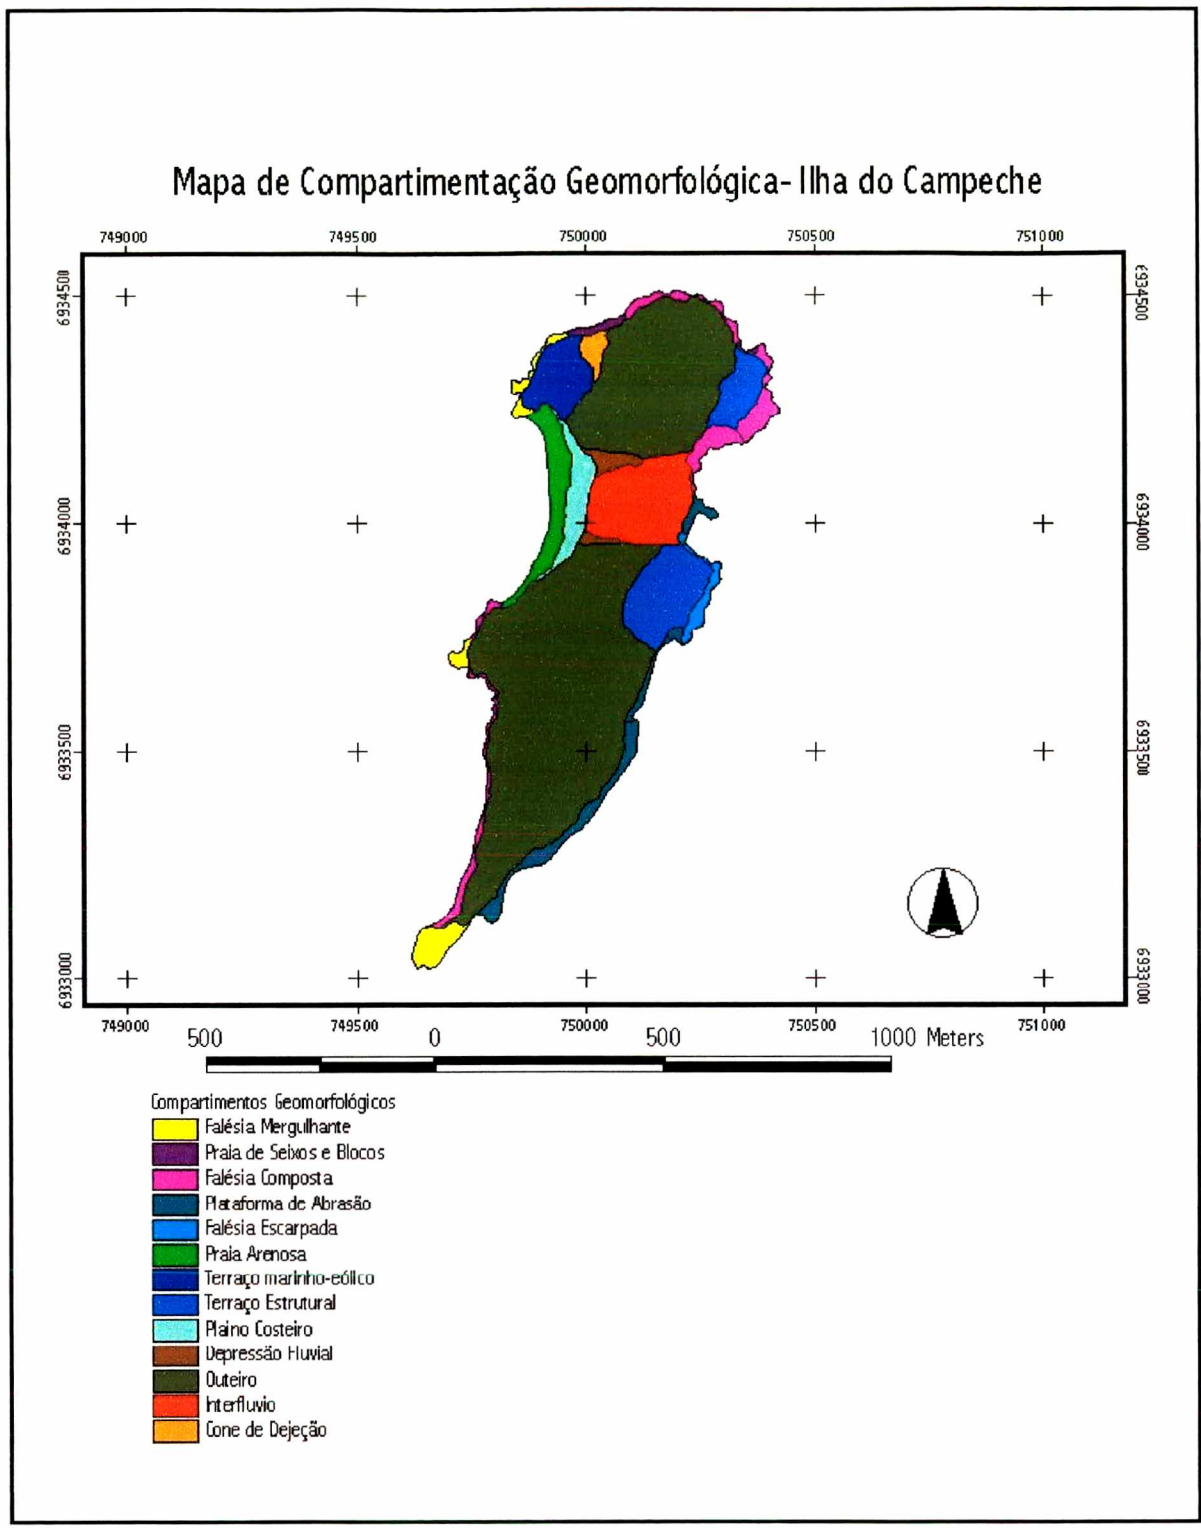 Mapa de Compartimentação Geomorfológica- Ilha do Campeche
749000 749500 750000 750500 751000
6934500 6934500
6934000 6934000
6933500 6933500
6933000 6933000
749000 749500 750000 750500 751000
500 0 500 1000 Meters
Compartimentos Geomorfológicos
Falésia Mergulhante
Praia de Seixos e Blocos
Falésia Composta
Plataforma de Abrasão
Falésia Escarpada
Praia Arenosa
Terraço marinho-eólico
Terraço Estrutural
Plaino Costeiro
Depressão Fluvial
Outeiro
Interfluvio
Cone de Dejeção